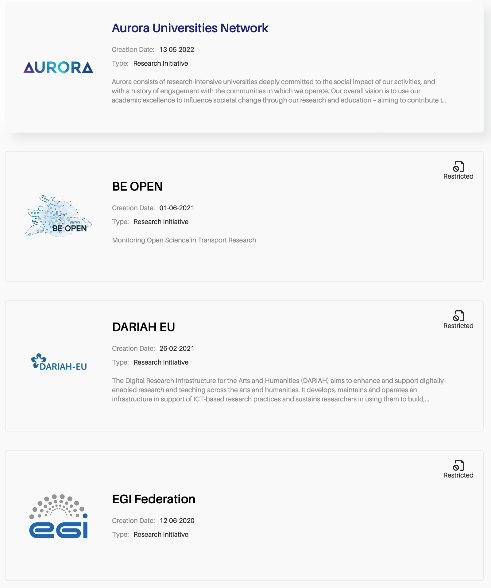 Aurora Universities Network
Creation Date: 13-05-2022
Type: Research Initiative
AURORA
Aurora consists of research-intensive universities deeply committed to the social impact of our activities, and
with a history of engagement with the communities in which we operate. Our overall vision is to use our
academic excellence to influence societal change through our research and education – aiming to contribute t...
Restricted
BE OPEN
Creation Date: 01-06-2021
Type: Research Initiative
BE OPEN
Monitoring Open Science in Transport Research
Restricted
DARIAH EU
Creation Date: 26-02-2021
Type: Research Initiative
DARIAH-EU
The Digital Research Infrastructure for the Arts and Humanities (DARIAH) aims to enhance and support digitally
enabled research and teaching across the arts and humanities. It develops, maintains and operates an
infrastructure in support of ICT-based research practices and sustains researchers in using them to build,...
Restricted
EGI Federation
egi
Creation Date: 12-06-2020
Type: Research Initiative